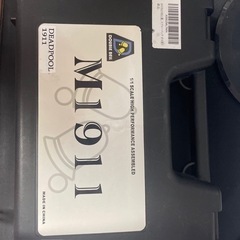 DEADPOOL
1911
DOUBLE BELL
M1911
1:1 SCALE HIGH PERFORMANCE ASSEMBLED
MADE IN CHINA